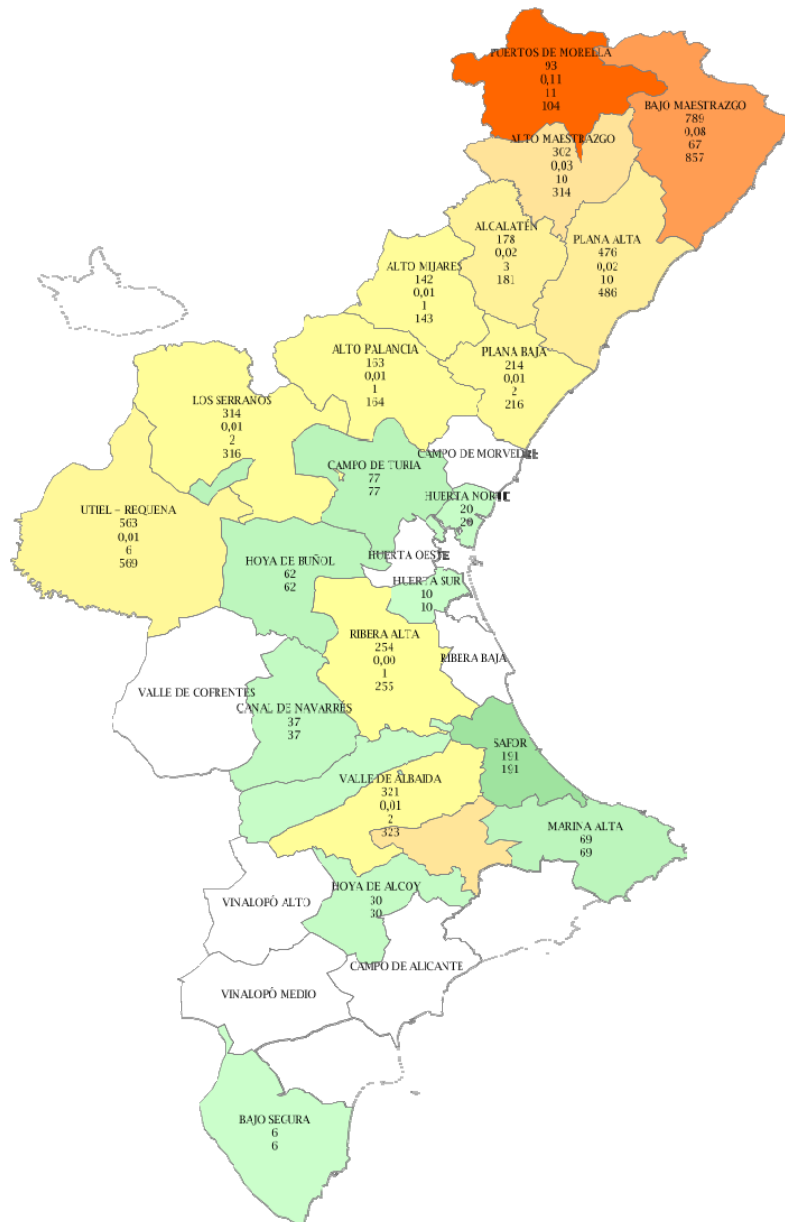 PUERTOS DE MORELLA
93
0,11
11
104
BAJO MAESTRAZGO
789
0,08
67
857
ALTO MAESTRAZGO
302
0,03
10
314
ALCALATÉN
178
0,02
3
181
PLANA ALTA
476
0,02
10
486
ALTO MIJARES
142
0,01
1
143
ALTO PALANCIA
163
0,01
1
164
PLANA BAJA
214
0,01
2
216
LOS SERRANOS
314
0,01
2
316
CAMPO DE MORVEDRE
CAMPO DE TURIA
77
77
HUERTA NORTE
20
20
UTIEL - REQUENA
563
0,01
6
569
HUERTA OESTE
HOYA DE BUÑOL
62
62
HUERTA SUR
10
10
RIBERA ALTA
254
0,00
1
255
RIBERA BAJA
VALLE DE COFRENTES
CANAL DE NAVARRÉS
37
37
SAFOR
191
191
VALLE DE ALBAIDA
321
0,01
2
323
MARINA ALTA
69
69
HOYA DE ALCOY
30
30
VINALOPÓ ALTO
CAMPO DE ALICANTE
VINALOPÓ MEDIO
BAJO SEGURA
6
6